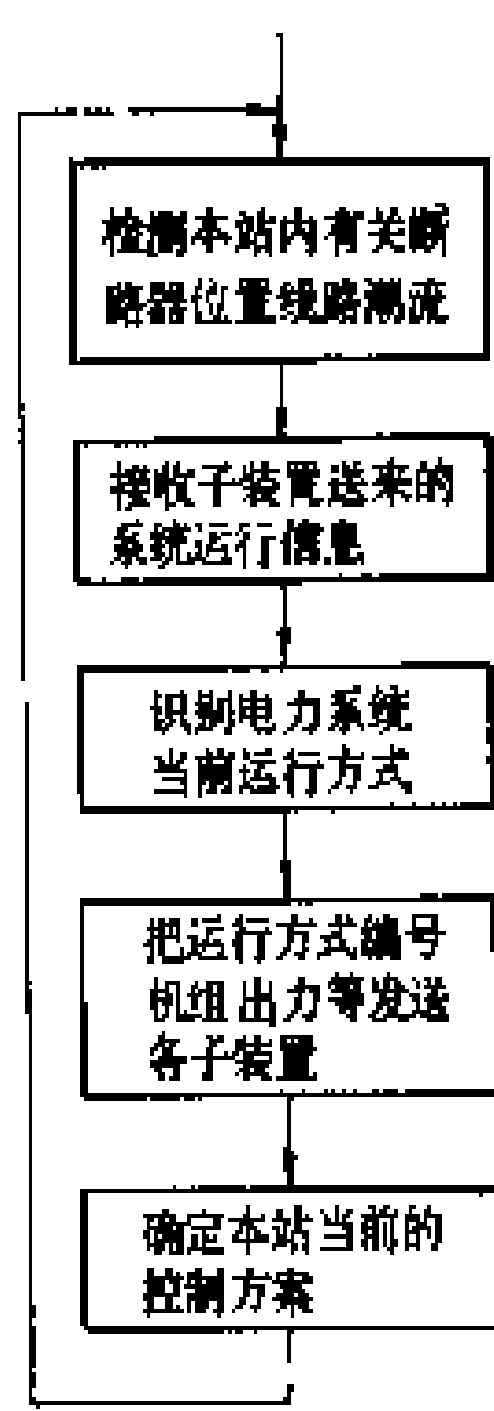 检测本站内有关断
路器位置线路潮流
接收子装置送来的
系统运行信息
识别电力系统
当前运行方式
把运行方式编号
机组出力等发送
各子装置
确定本站当前的
控制方案